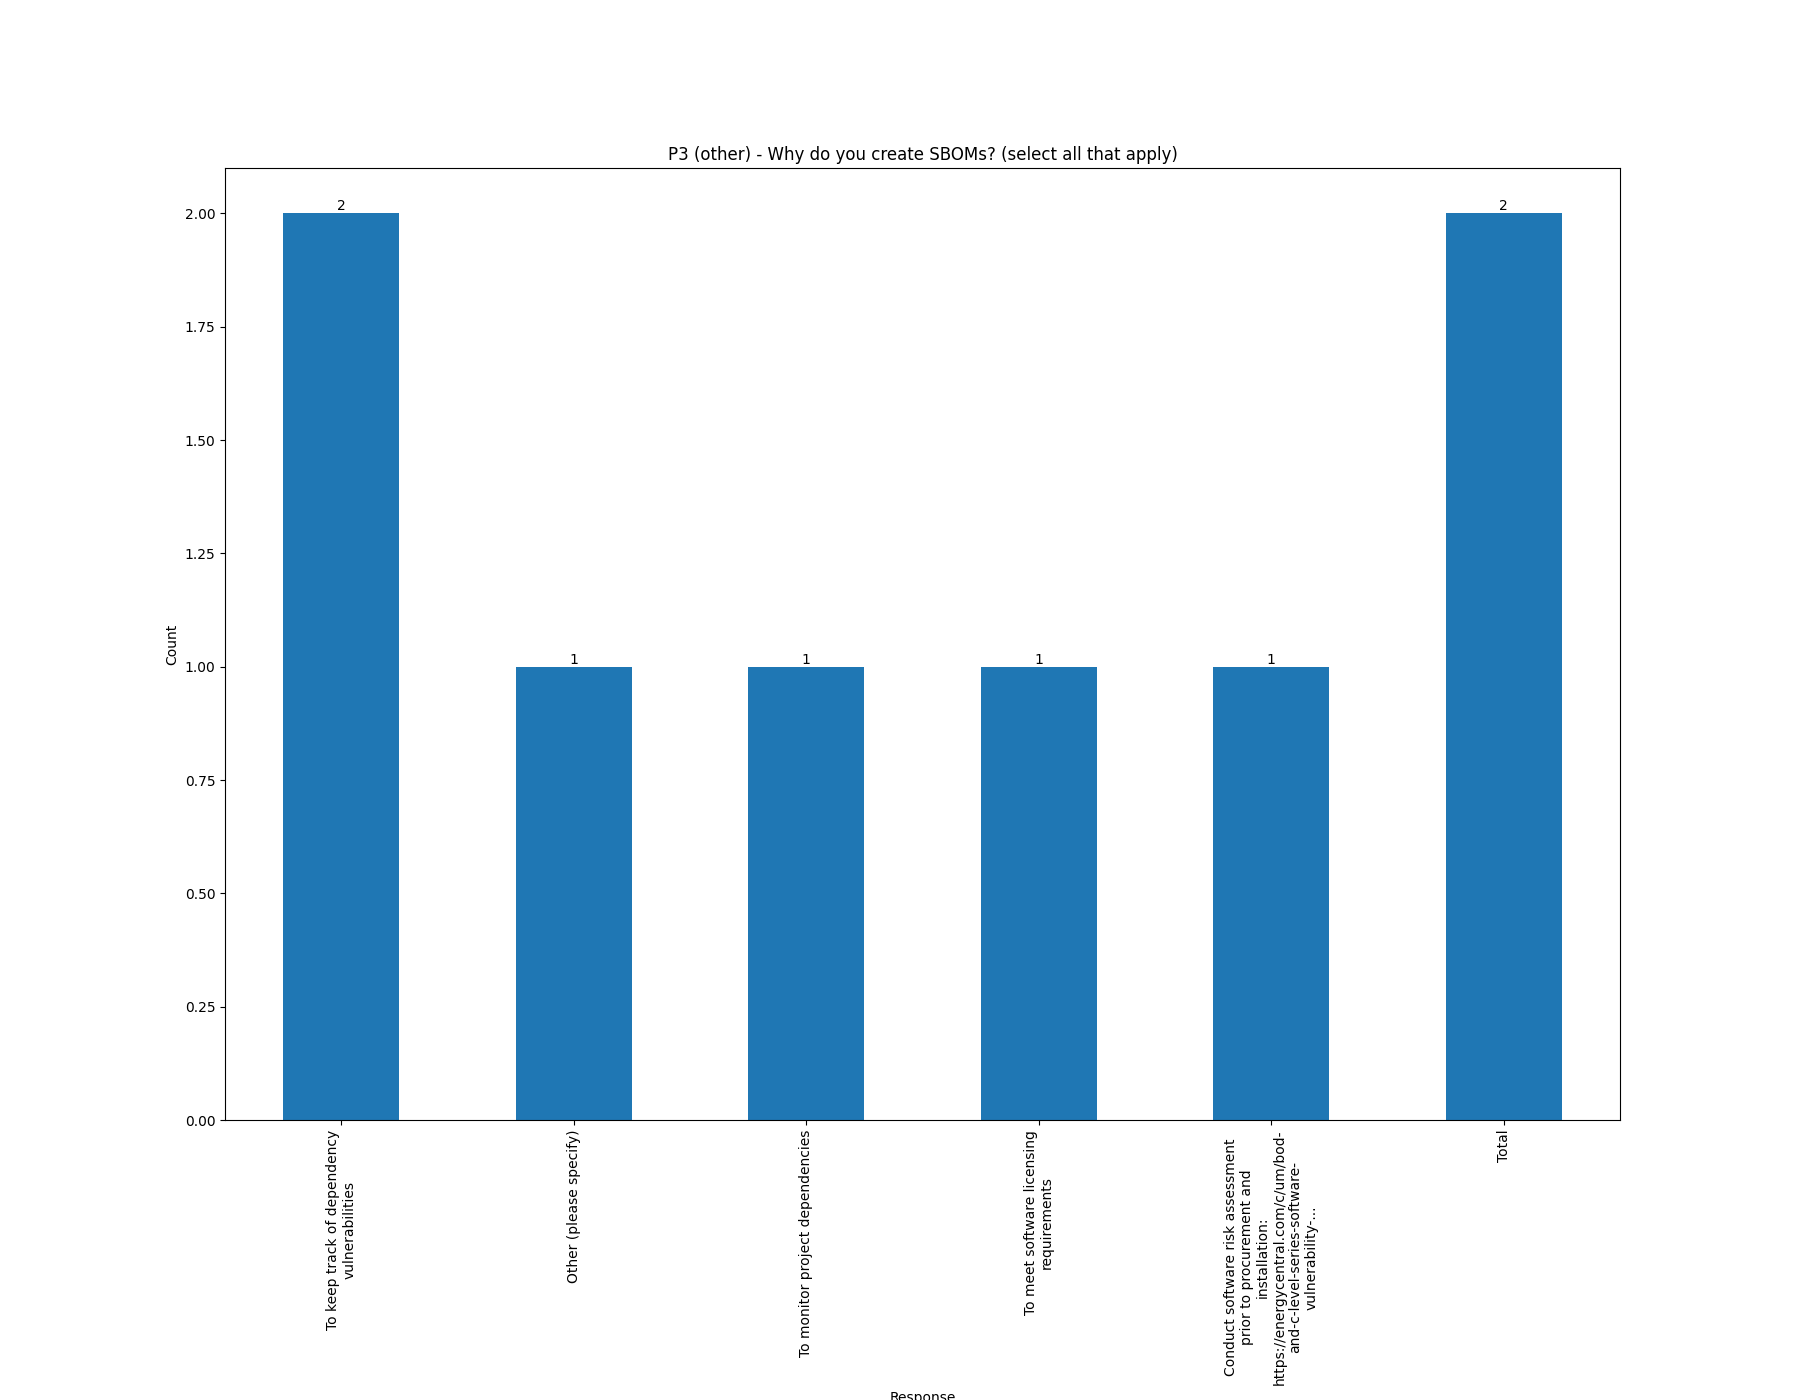 P3 (other) - Why do you create SBOMs? (select all that apply)
Count
2.00
1.75
1.50
1.25
1.00
0.75
0.50
0.25
0.00
2
1
1
1
1
2
To keep track of dependency
vulnerabilities
Other (please specify)
To monitor project dependencies
To meet software licensing
requirements
Conduct software risk assessment
prior to procurement and
installation:
https://energycentral.com/c/um/bod-
and-c-level-series-software-
vulnerability-...
Total
Response